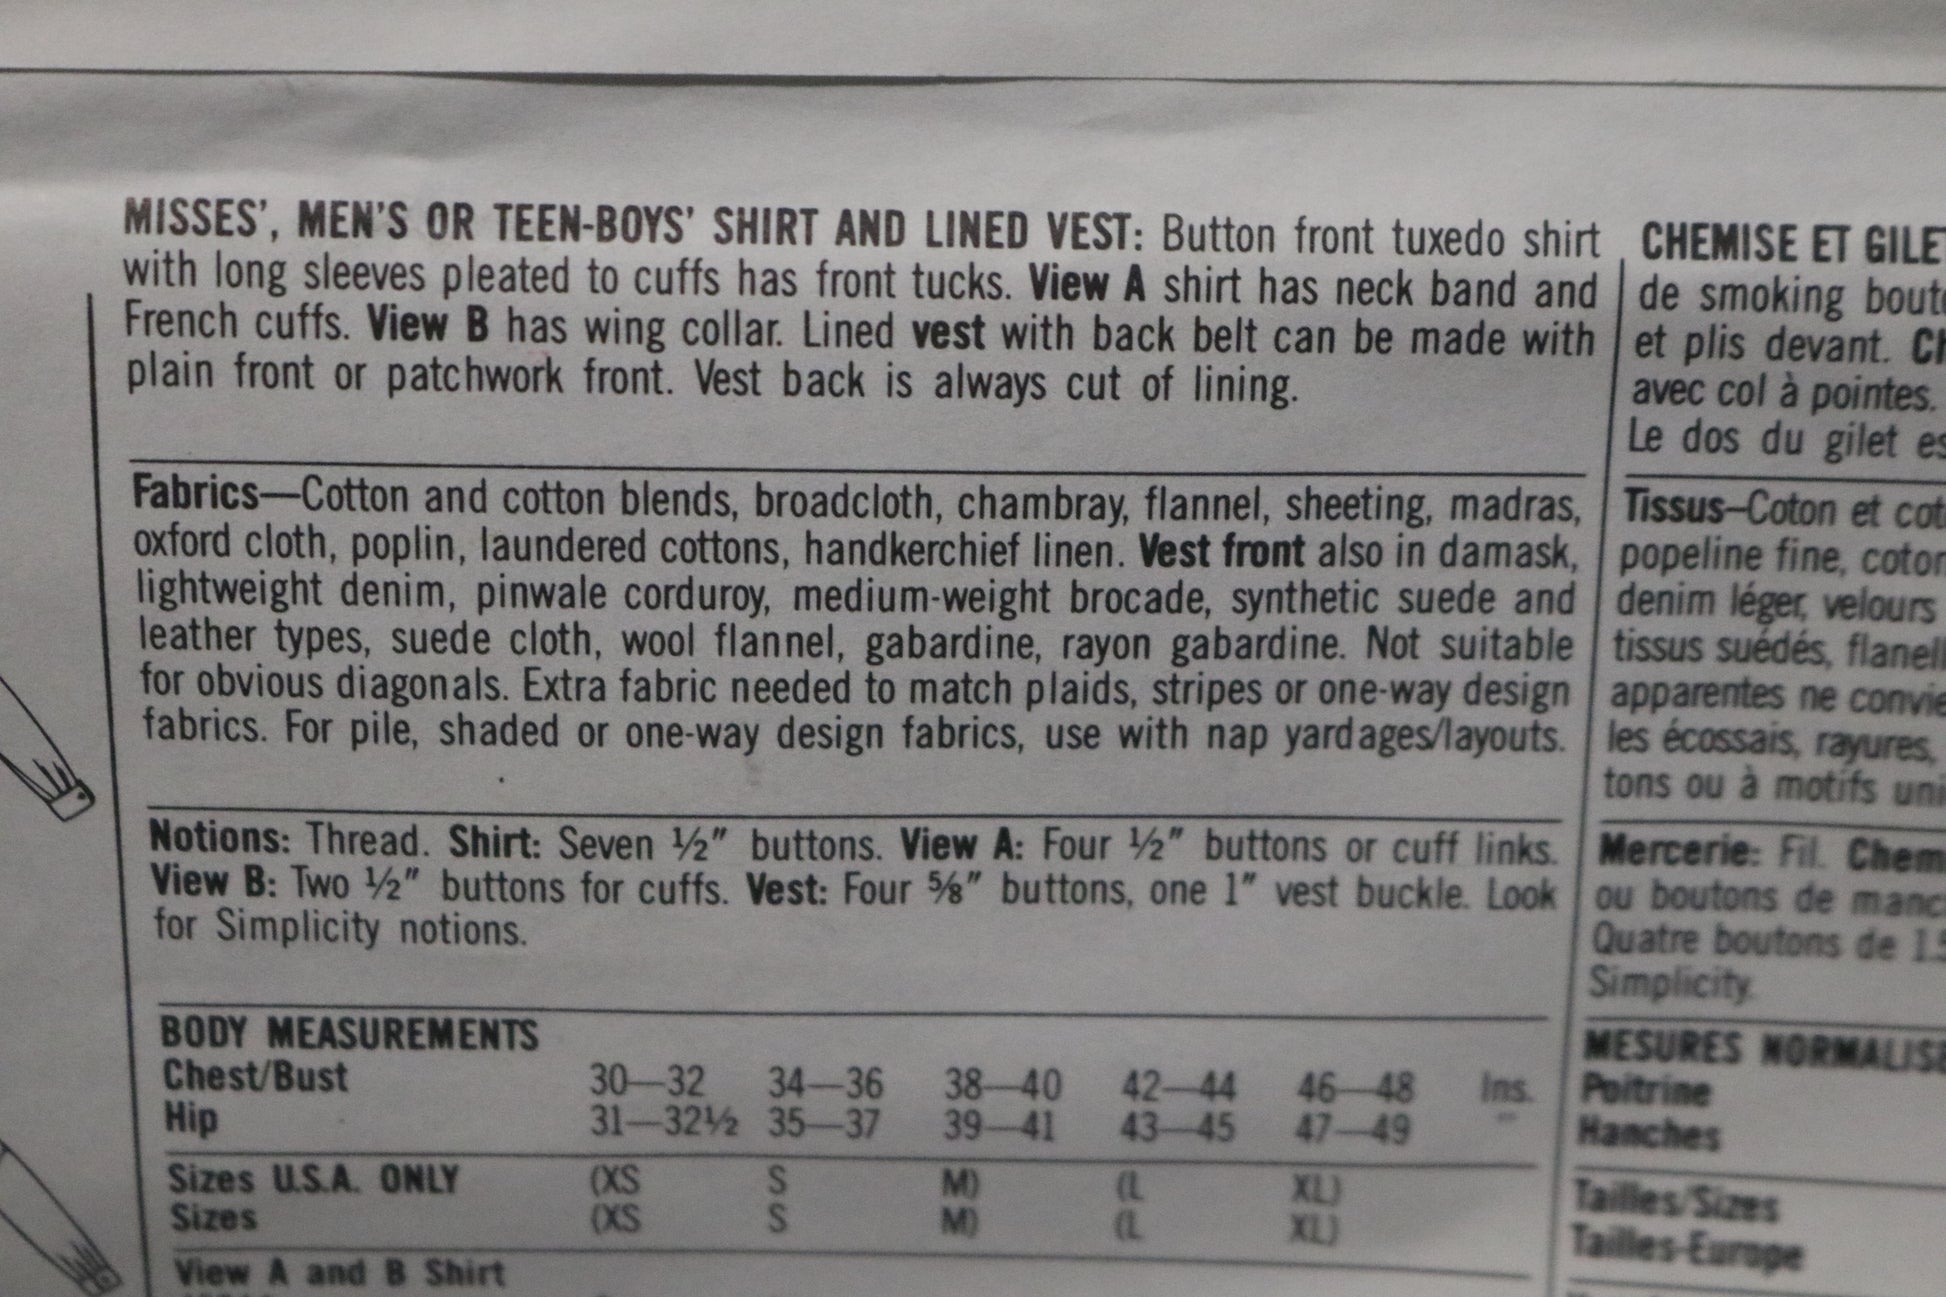 MISSES', MEN'S OR TEEN-BOYS' SHIRT AND LINED VEST: Button front tuxedo shirt
with long sleeves pleated to cuffs has front tucks. View A shirt has neck band and
French cuffs. View B has wing collar. Lined vest with back belt can be made with
plain front or patchwork front. Vest back is always cut of lining.
Fabrics—Cotton and cotton blends, broadcloth, chambray, flannel, sheeting, madras,
oxford cloth, poplin, laundered cottons, handkerchief linen. Vest front also in damask,
lightweight denim, pinwale corduroy, medium-weight brocade, synthetic suede and
leather types, suede cloth, wool flannel, gabardine, rayon gabardine. Not suitable
for obvious diagonals. Extra fabric needed to match plaids, stripes or one-way design
fabrics. For pile, shaded or one-way design fabrics, use with nap yardages/layouts.
Notions: Thread. Shirt: Seven ½" buttons. View A: Four ½" buttons or cuff links.
View B: Two ½" buttons for cuffs. Vest: Four ⅝" buttons, one 1" vest buckle. Look
for Simplicity notions.
BODY MEASUREMENTS
Chest/Bust 30—32 34—36 38—40 42—44 46—48 Ins.
Hip 31—32½ 35—37 39—41 43—45 47—49 "
Sizes U.S.A. ONLY (XS S M) (L XL)
Sizes (XS S M) (L XL)
View A and B Shirt
CHEMISE ET GILET
de smoking
et plis devant.
avec col à pointes.
Le dos du gilet
Tissus—Coton et
popeline fine,
denim léger, velours
tissus suédés,
apparentes ne
les écossais, rayures,
tons ou à motifs
Mercerie: Fil.
ou boutons de
Quatre boutons de
Simplicity.
MESURES
Poitrine
Hanches
Tailles/Sizes
Tailles-Europe